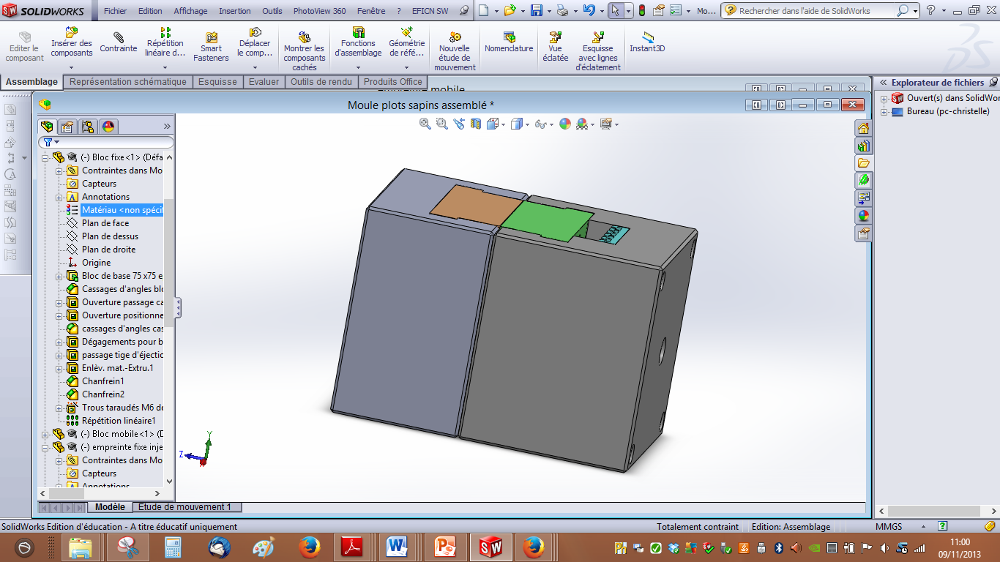 SOLIDWORKS Fichier Edition Affichage Insertion Outils PhotoView 360 Fenêtre ? EFICN SW Mo... Rechercher dans l'aide de SolidWorks
Editer le composant
Insérer des composants
Contrainte
Répétition linéaire d...
Smart Fasteners
Déplacer le comp...
Montrer les composants cachés
Fonctions d'assemblage
Géométrie de réfé...
Nouvelle étude de mouvement
Nomenclature
Vue éclatée
Esquisse avec lignes d'éclatement
Instant3D
Assemblage Représentation schématique Esquisse Evaluer Outils de rendu Produits Office
Moule plots sapins assemblé *
(-) Bloc fixe<1> (Défa
Contraintes dans Mo
Capteurs
Annotations
Matériau <non spécif
Plan de face
Plan de dessus
Plan de droite
Origine
Bloc de base 75 x75 e
Cassages d'angles blo
Ouverture passage ca
Ouverture positionne
cassages d'angles cas
Dégagements pour b
passage tige d'éjectio
Enlèv. mat.-Extru.1
Chanfrein1
Chanfrein2
Trous taraudés M6 de
Répétition linéaire1
(-) Bloc mobile<1> (D
(-) empreinte fixe inje
Contraintes dans Mo
Capteurs
Annotations
Y
Z
Modèle Etude de mouvement 1
Explorateur de fichiers
Ouvert(s) dans SolidWor
Bureau (pc-christelle)
SolidWorks Edition d'éducation - A titre éducatif uniquement Totalement contraint Edition: Assemblage MMGS
11:00
09/11/2013